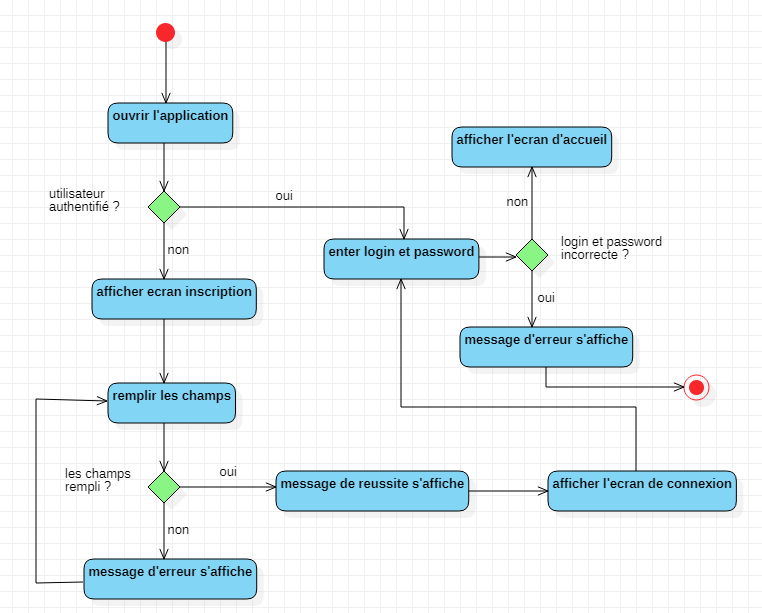 ouvrir l'application
utilisateur
authentifié ?
oui
non
afficher ecran inscription
remplir les champs
les champs
rempli ?
oui
non
message d'erreur s'affiche
message de reussite s'affiche
afficher l'ecran de connexion
enter login et password
login et password
incorrecte ?
non
afficher l'ecran d'accueil
oui
message d'erreur s'affiche